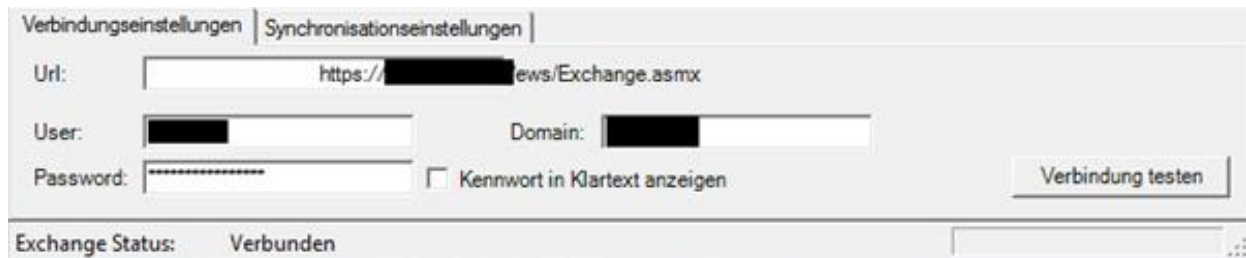 Verbindungseinstellungen Synchronisationseinstellungen
Url: https:// ews/Exchange.asmx
User: Domain:
Password: **************** Kennwort in Klartext anzeigen Verbindung testen
Exchange Status: Verbunden